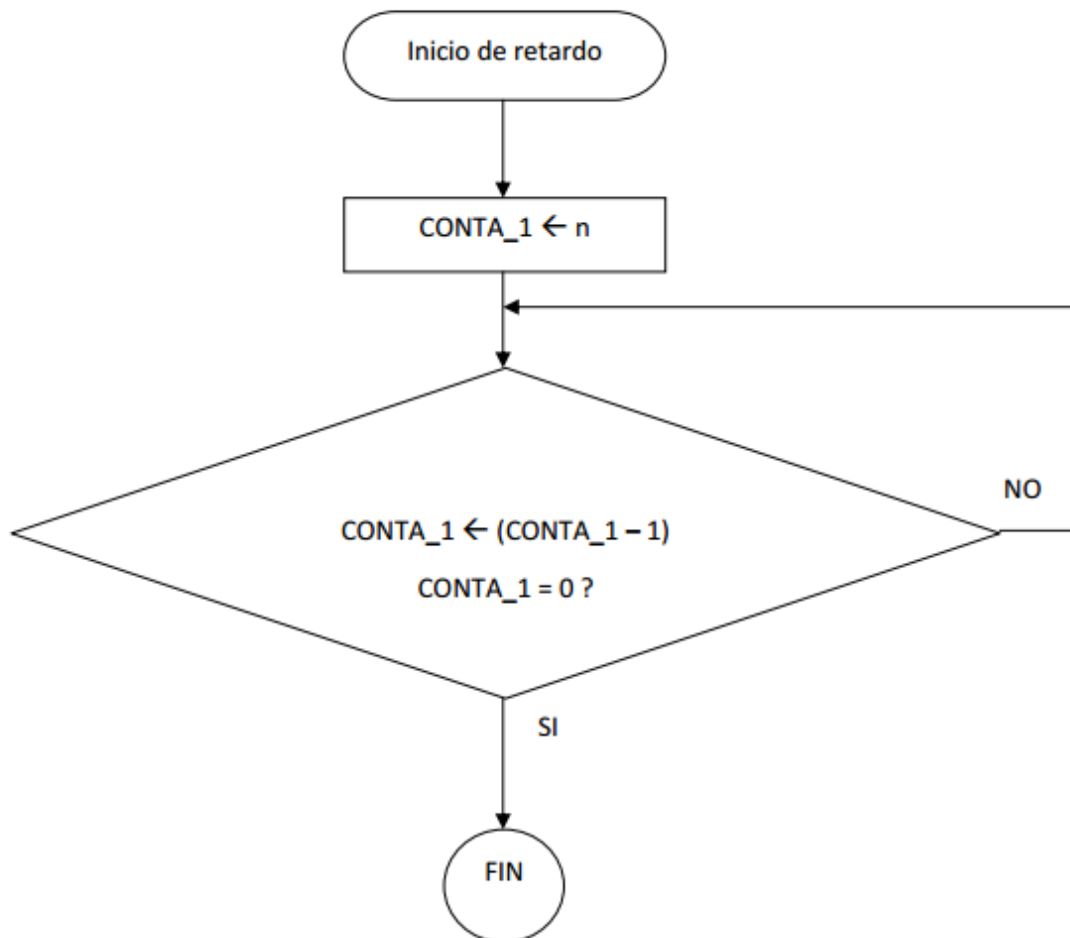 Inicio de retardo
CONTA_1 ← n
NO
CONTA_1 ← (CONTA_1 – 1)
CONTA_1 = 0 ?
SI
FIN